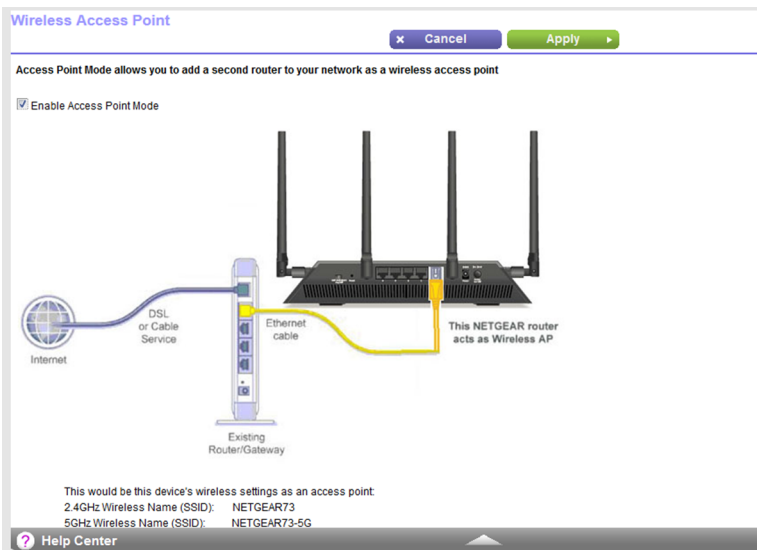 Wireless Access Point
Cancel
Apply
Access Point Mode allows you to add a second router to your network as a wireless access point
Enable Access Point Mode
DSL
or Cable
Service
Ethernet
cable
This NETGEAR router
acts as Wireless AP
Internet
Existing
Router/Gateway
This would be this device's wireless settings as an access point:
2.4GHz Wireless Name (SSID): NETGEAR73
5GHz Wireless Name (SSID): NETGEAR73-5G
? Help Center